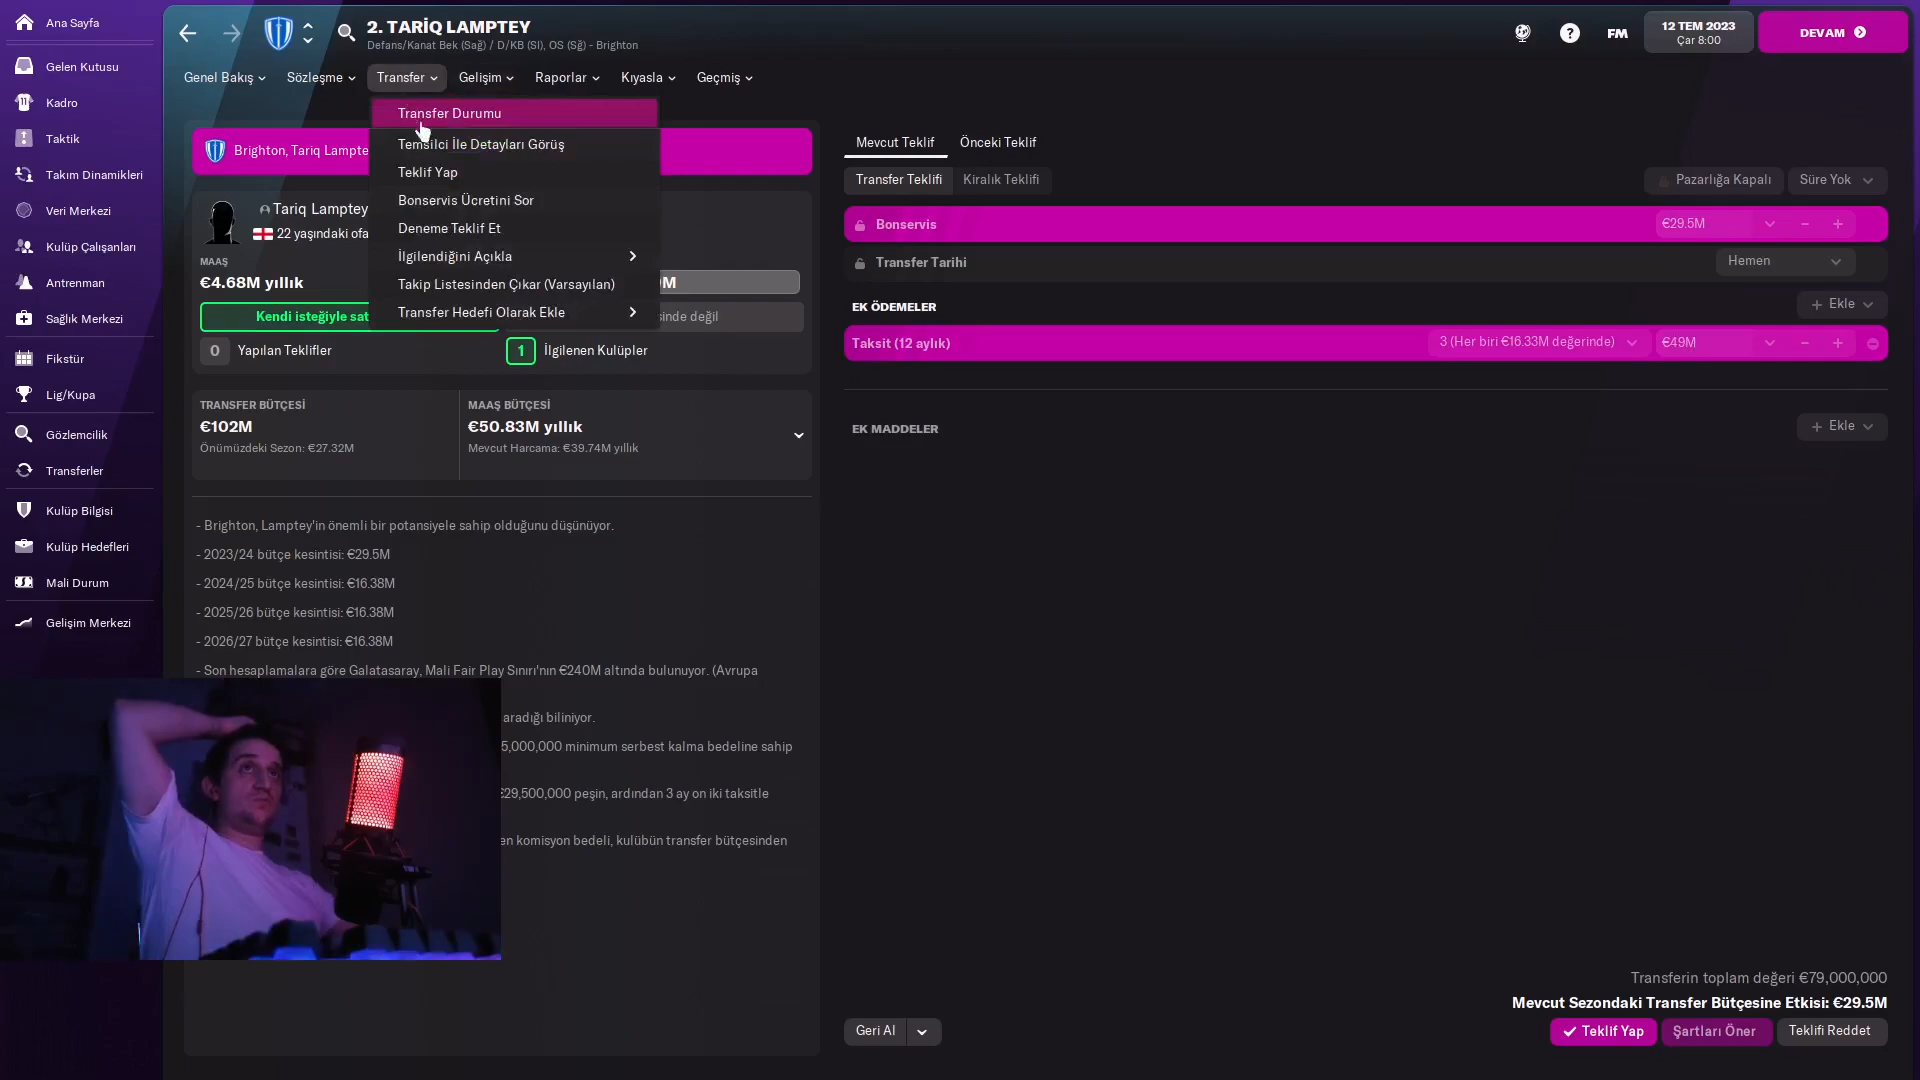 Ana Sayfa
Gelen Kutusu
Kadro
Taktik
Takım Dinamikleri
Veri Merkezi
Kulüp Çalışanları
Antrenman
Sağlık Merkezi
Fikstür
Lig/Kupa
Gözlemcilik
Transferler
Kulüp Bilgisi
Kulüp Hedefleri
Mali Durum
Gelişim Merkezi
2. TARİQ LAMPTEY
Defans/Kanat Bek (Sağ) / D/KB (Sl), OS (Sğ) - Brighton
?
FM
12 TEM 2023
Çar 8:00
DEVAM
Genel Bakış
Sözleşme
Transfer
Gelişim
Raporlar
Kıyasla
Geçmiş
Transfer Durumu
Temsilci İle Detayları Görüş
Teklif Yap
Bonservis Ücretini Sor
Deneme Teklif Et
İlgilendiğini Açıkla
Takip Listesinden Çıkar (Varsayılan)
Transfer Hedefi Olarak Ekle
Brighton, Tariq
Tariq Lamptey
22 yaşındaki
MAAŞ
€4.68M yıllık
M
Kendi isteğiyle
değil
0 Yapılan Teklifler
1 İlgilenen Kulüpler
TRANSFER BÜTÇESİ
€102M
Önümüzdeki Sezon: €27.32M
MAAŞ BÜTÇESİ
€50.83M yıllık
Mevcut Harcama: €39.74M yıllık
- Brighton, Lamptey'in önemli bir potansiyele sahip olduğunu düşünüyor.
- 2023/24 bütçe kesintisi: €29.5M
- 2024/25 bütçe kesintisi: €16.38M
- 2025/26 bütçe kesintisi: €16.38M
- 2026/27 bütçe kesintisi: €16.38M
- Son hesaplamalara göre Galatasaray, Mali Fair Play Sınırı'nın €240M altında bulunuyor. (Avrupa
aradığı biliniyor.
5,000,000 minimum serbest kalma bedeline sahip
€29,500,000 peşin, ardından 3 ay on iki taksitle
komisyon bedeli, kulübün transfer bütçesinden
Mevcut Teklif
Önceki Teklif
Transfer Teklifi
Kiralık Teklifi
Pazarlığa Kapalı
Süre Yok
Bonservis
€29.5M
Transfer Tarihi
Hemen
EK ÖDEMELER
+ Ekle
Taksit (12 aylık)
3 (Her biri €16.33M değerinde)
€49M
EK MADDELER
+ Ekle
Transferin toplam değeri €79,000,000
Mevcut Sezondaki Transfer Bütçesine Etkisi: €29.5M
Geri Al
Teklif Yap
Şartları Öner
Teklifi Reddet